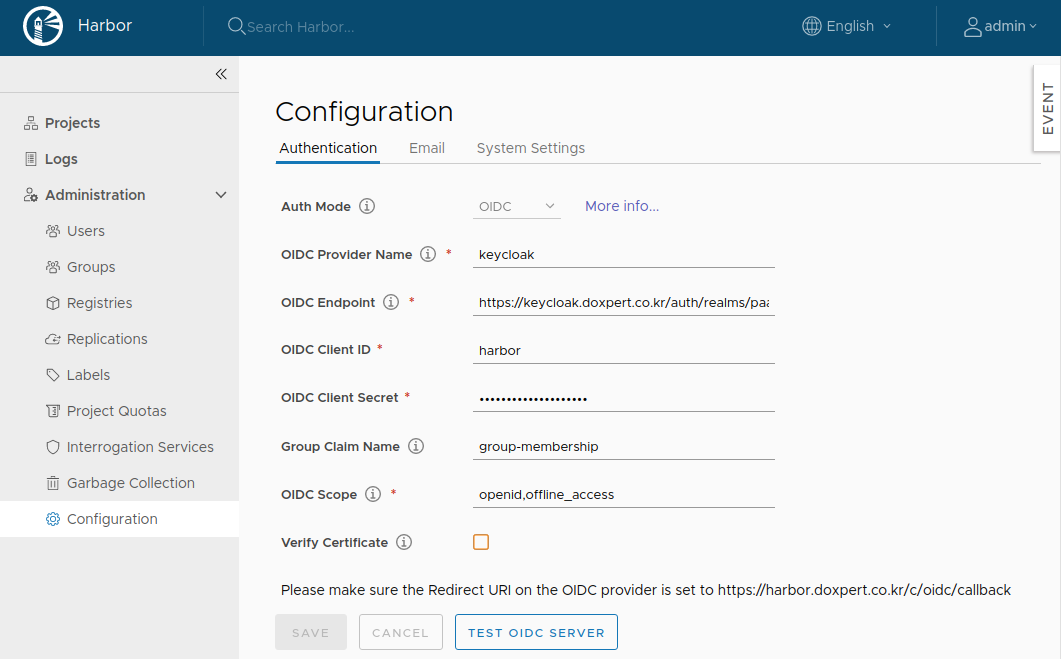 Harbor
Search Harbor...
English
admin
EVENT
Projects
Logs
Administration
Users
Groups
Registries
Replications
Labels
Project Quotas
Interrogation Services
Garbage Collection
Configuration
Configuration
Authentication Email System Settings
Auth Mode OIDC More info...
OIDC Provider Name * keycloak
OIDC Endpoint * https://keycloak.doxpert.co.kr/auth/realms/paa
OIDC Client ID * harbor
OIDC Client Secret * ••••••••••••••••••••
Group Claim Name group-membership
OIDC Scope * openid,offline_access
Verify Certificate
Please make sure the Redirect URI on the OIDC provider is set to https://harbor.doxpert.co.kr/c/oidc/callback
SAVE CANCEL TEST OIDC SERVER